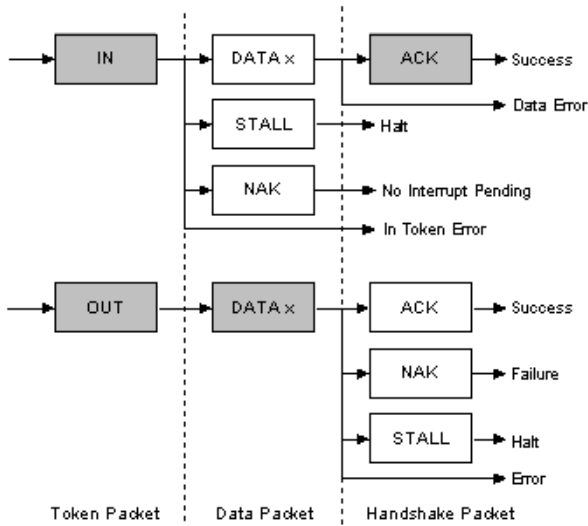 IN
DATA x
ACK
Success
Data Error
STALL
Halt
NAK
No Interrupt Pending
In Token Error
OUT
DATA x
ACK
Success
NAK
Failure
STALL
Halt
Error
Token Packet
Data Packet
Handshake Packet